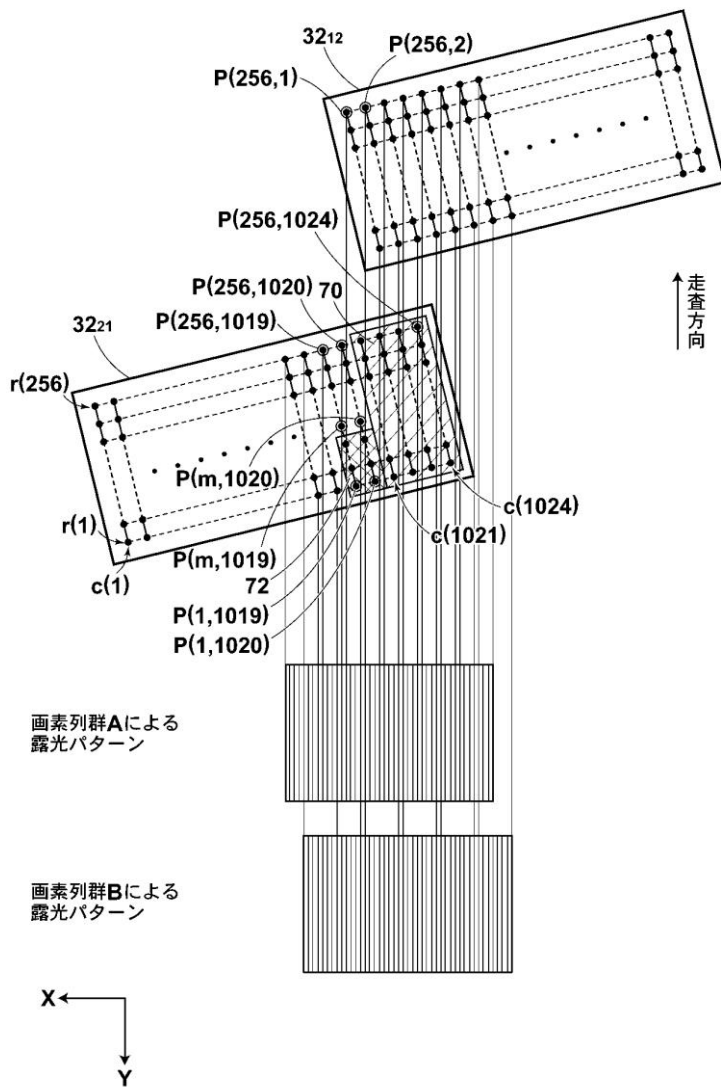 32₁₂
P(256,2)
P(256,1)
P(256,1024)
P(256,1020)
70
P(256,1019)
32₂₁
走査方向
r(256)
P(m,1020)
r(1)
c(1024)
c(1021)
P(m,1019)
c(1)
72
P(1,1019)
P(1,1020)
画素列群Aによる
露光パターン
画素列群Bによる
露光パターン
X
Y